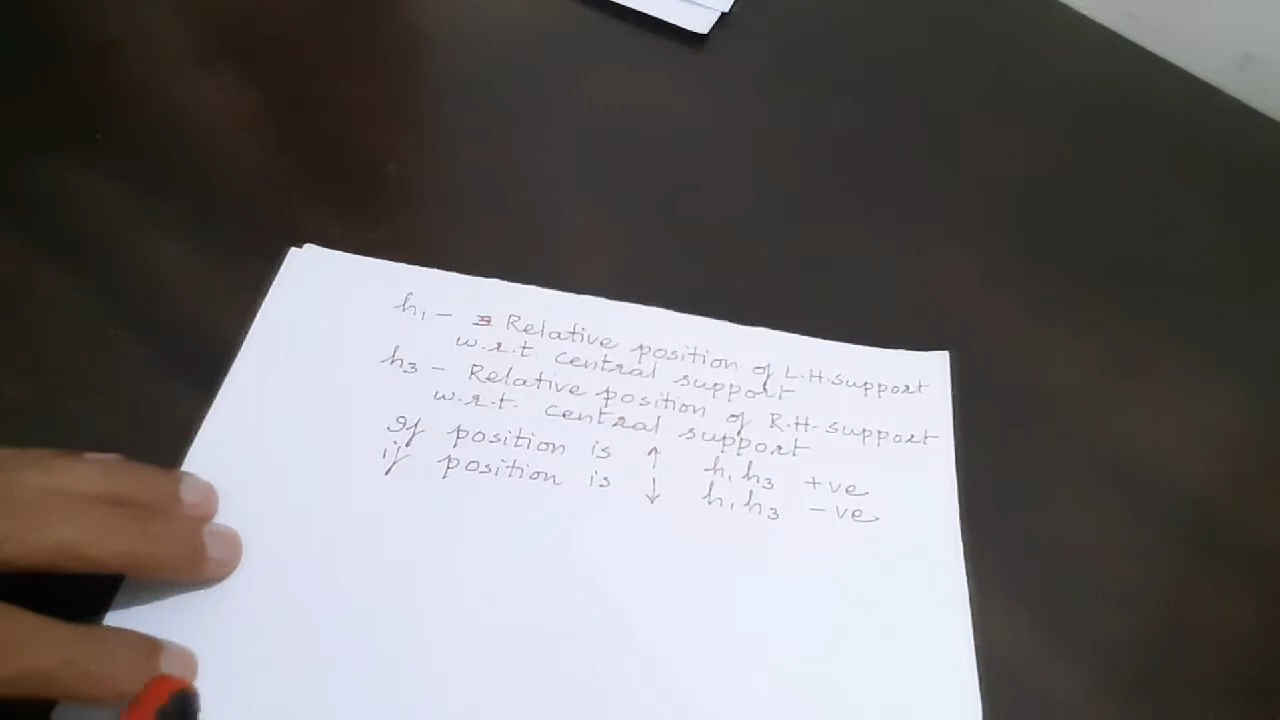 h₁ - Relative position of L.H. support
w.r.t. central support
h₃ - Relative position of R.H. support
w.r.t. central support
If position is ↑ h₁ h₃ +ve
if position is ↓ h₁ h₃ -ve